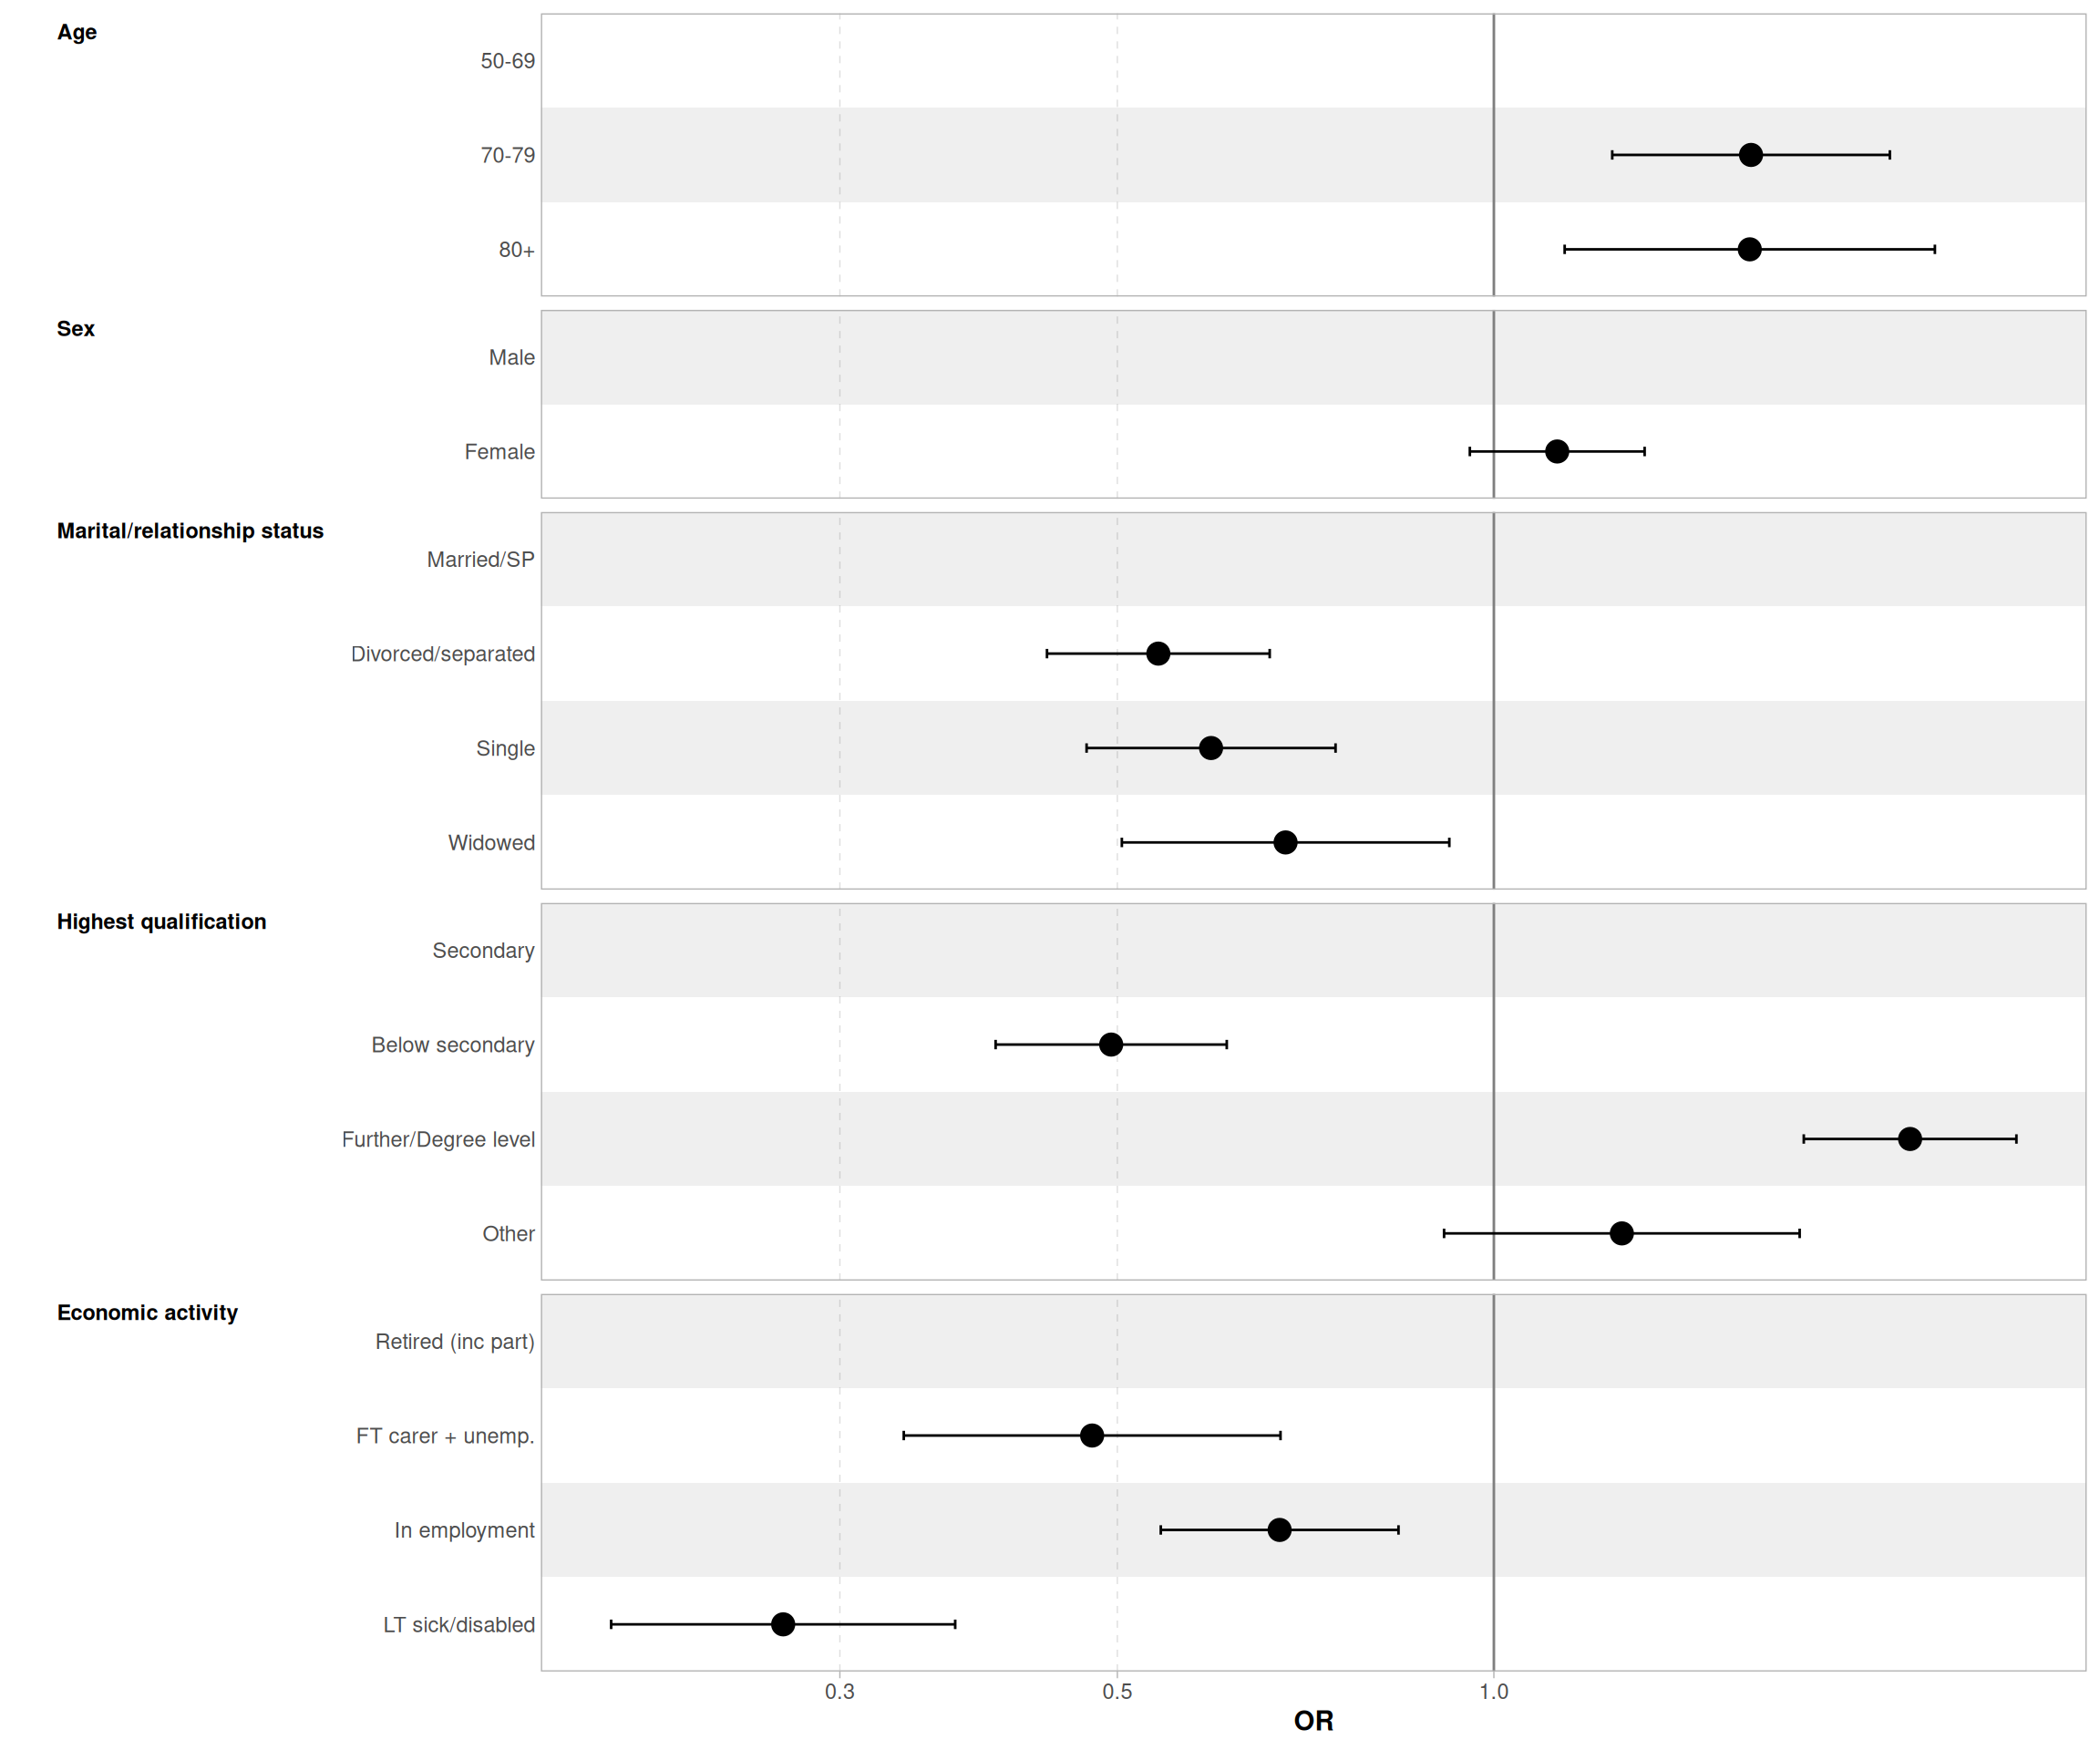 Age
50-69
70-79
80+
Sex
Male
Female
Marital/relationship status
Married/SP
Divorced/separated
Single
Widowed
Highest qualification
Secondary
Below secondary
Further/Degree level
Other
Economic activity
Retired (inc part)
FT carer + unemp.
In employment
LT sick/disabled
0.3 0.5 1.0
OR